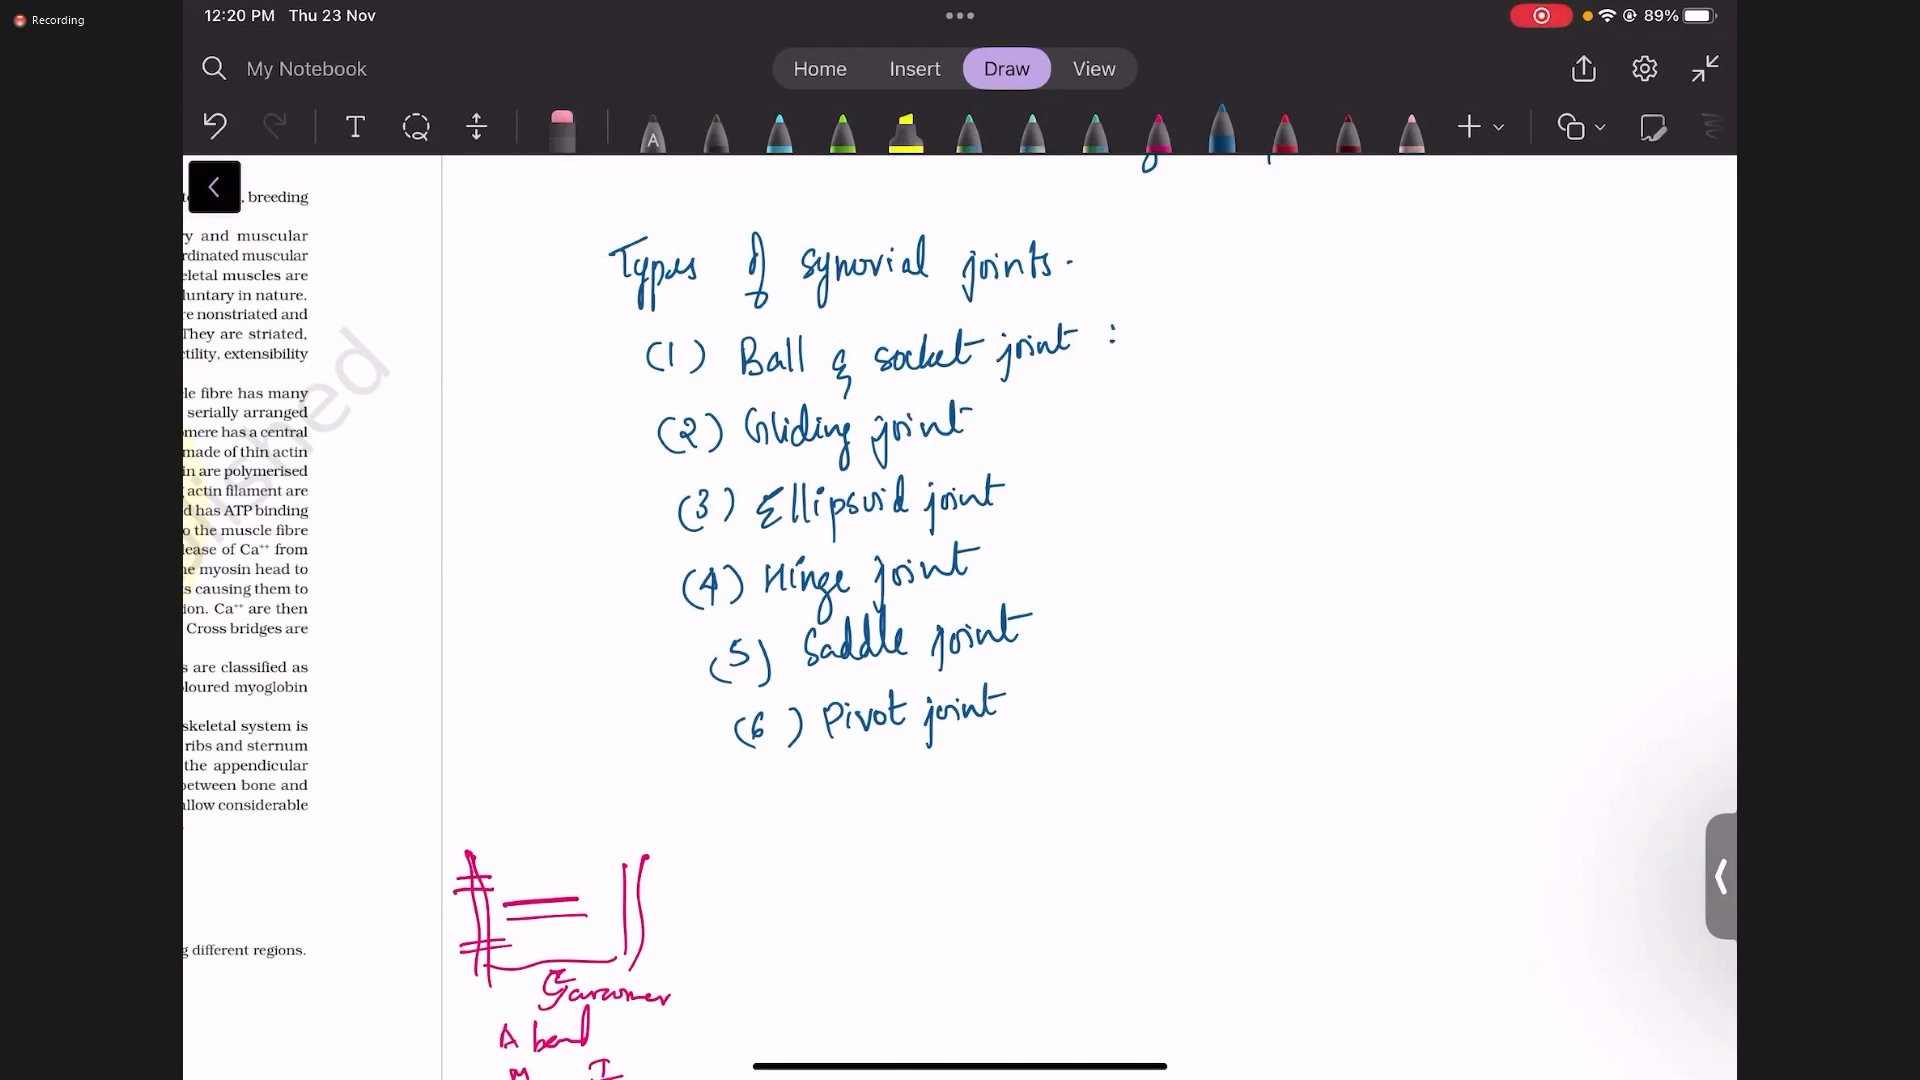 Recording
12:20 PM Thu 23 Nov
89%
My Notebook
Home Insert Draw View
T
A
, breeding
ry and muscular
rdinated muscular
eletal muscles are
luntary in nature.
re nonstriated and
They are striated,
ctility, extensibility
le fibre has many
serially arranged
omere has a central
made of thin actin
in are polymerised
actin filament are
d has ATP binding
o the muscle fibre
lease of Ca++ from
he myosin head to
s causing them to
ion. Ca++ are then
Cross bridges are
s are classified as
loured myoglobin
skeletal system is
ribs and sternum
the appendicular
between bone and
allow considerable
g different regions.
lished
Types of synovial joints.
(1) Ball & socket joint :
(2) Gliding joint
(3) Ellipsoid joint
(4) Hinge joint
(5) Saddle joint
(6) Pivot joint
A band
M I